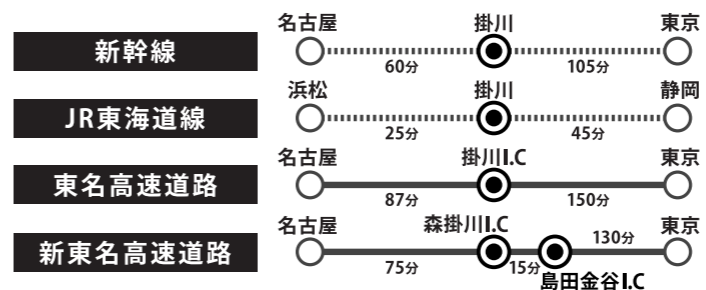 新幹線
名古屋 掛川 東京
60分 105分
JR東海道線
浜松 掛川 静岡
25分 45分
東名高速道路
名古屋 掛川I.C 東京
87分 150分
新東名高速道路
名古屋 森掛川I.C 東京
75分 15分 130分
島田金谷I.C